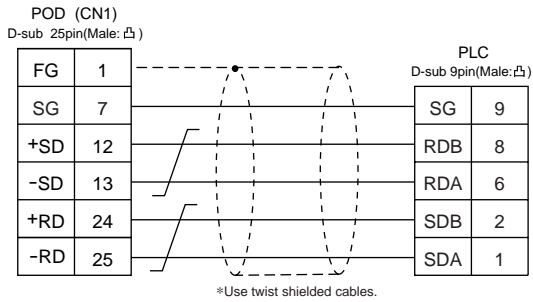 POD (CN1)
D-sub 25pin(Male:凸)
FG 1
SG 7
+SD 12
-SD 13
+RD 24
-RD 25
PLC
D-sub 9pin(Male:凸)
SG 9
RDB 8
RDA 6
SDB 2
SDA 1
*Use twist shielded cables.